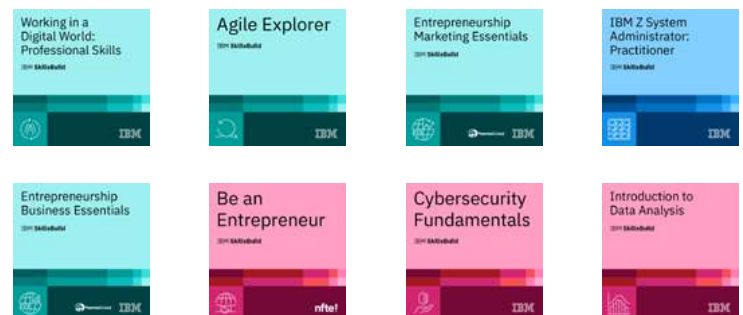 Working in a
Digital World:
Professional Skills
IBM SkillsBuild
IBM
Agile Explorer
IBM SkillsBuild
IBM
Entrepreneurship
Marketing Essentials
IBM SkillsBuild
IBM
IBM Z System
Administrator:
Practitioner
IBM SkillsBuild
IBM
Entrepreneurship
Business Essentials
IBM SkillsBuild
IBM
Be an
Entrepreneur
IBM SkillsBuild
nfte!
Cybersecurity
Fundamentals
IBM SkillsBuild
IBM
Introduction to
Data Analysis
IBM SkillsBuild
IBM